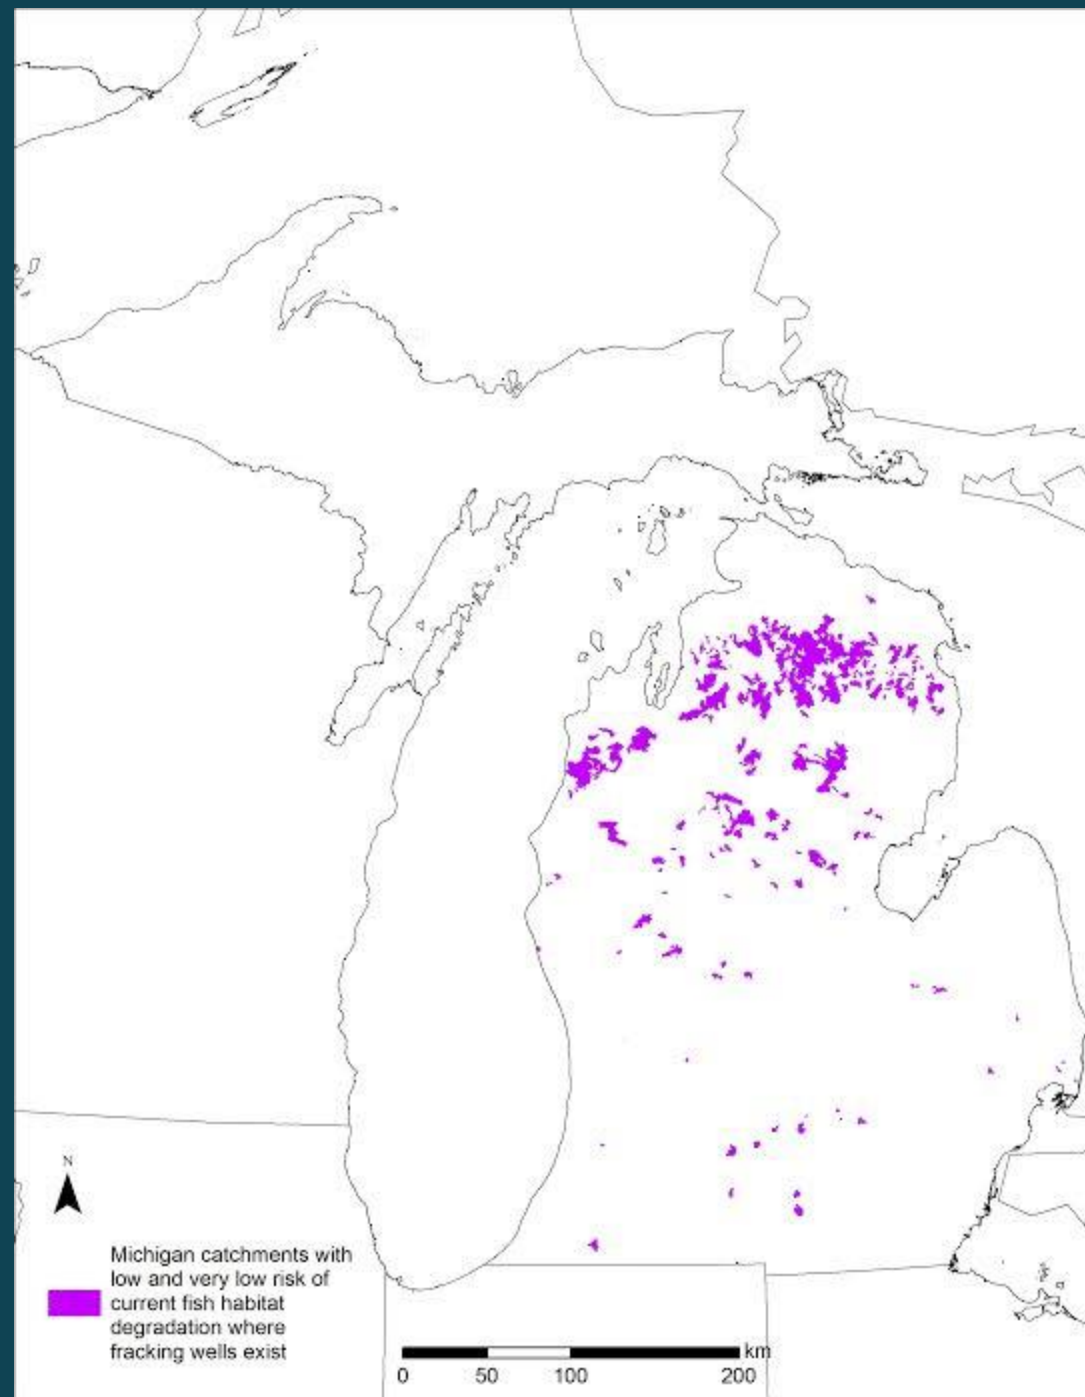 N
Michigan catchments with
low and very low risk of
current fish habitat
degradation where
fracking wells exist
km
0 50 100 200